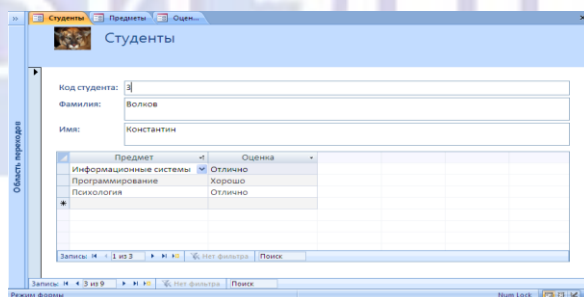 Студенты Предметы Оцен...
Студенты
Код студента: 3
Фамилия: Волков
Имя: Константин
Предмет Оценка
Информационные системы Отлично
Программирование Хорошо
Психология Отлично
Запись: 1 из 3 Нет фильтра Поиск
Запись: 3 из 9 Нет фильтра Поиск
Область переходов
Режим формы Num Lock